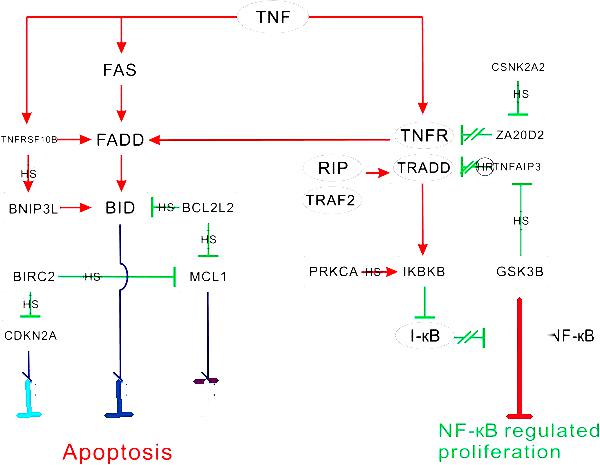 TNF
FAS
CSNK2A2
HS
TNFRSF10B FADD TNFR ZA20D2
HS RIP TRADD HR TNFAIP3
TRAF2
BNIP3L BID HS BCL2L2
HS HS
BIRC2 HS MCL1 PRKCA HS IKBKB GSK3B
HS
CDKN2A I-κB NF-κB
Apoptosis
NF-κB regulated
proliferation